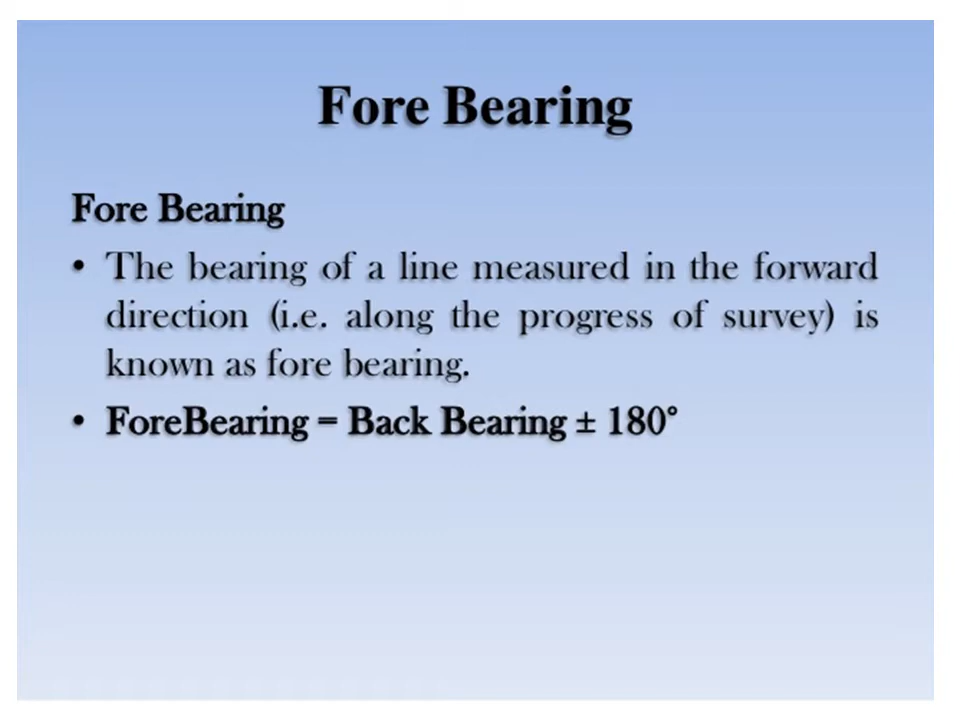 Fore Bearing
Fore Bearing
• The bearing of a line measured in the forward
direction (i.e. along the progress of survey) is
known as fore bearing.
• ForeBearing = Back Bearing ± 180°